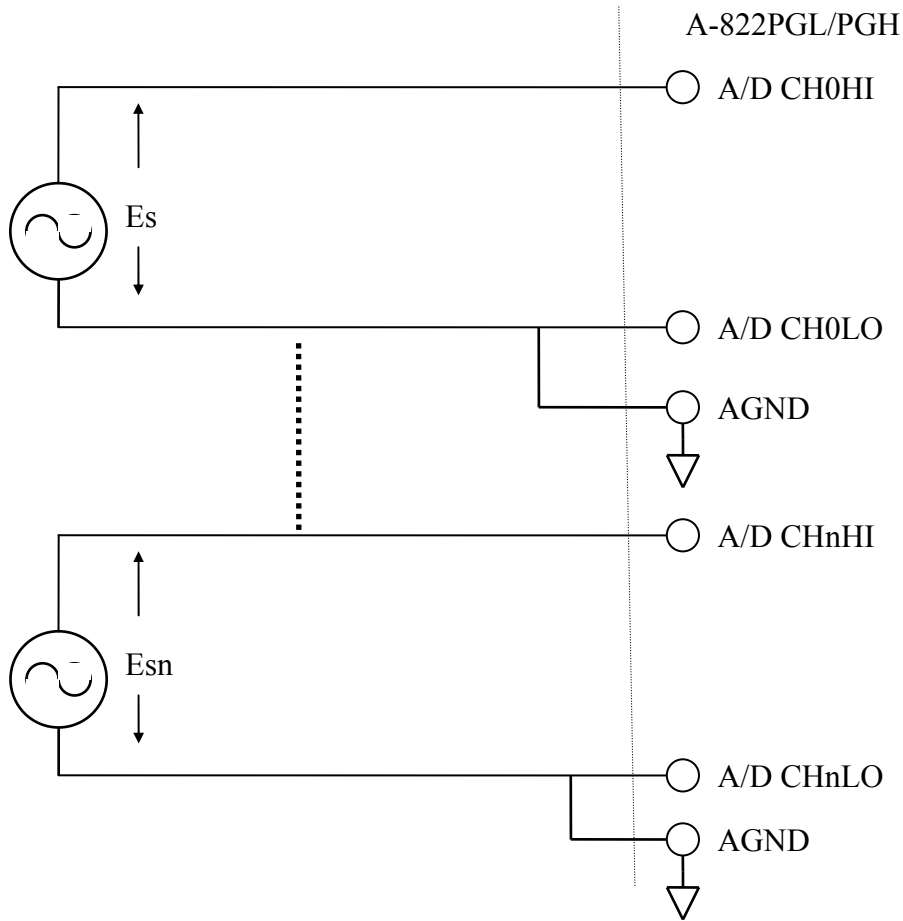 A-822PGL/PGH
A/D CH0HI
Es
A/D CH0LO
AGND
A/D CHnHI
Esn
A/D CHnLO
AGND